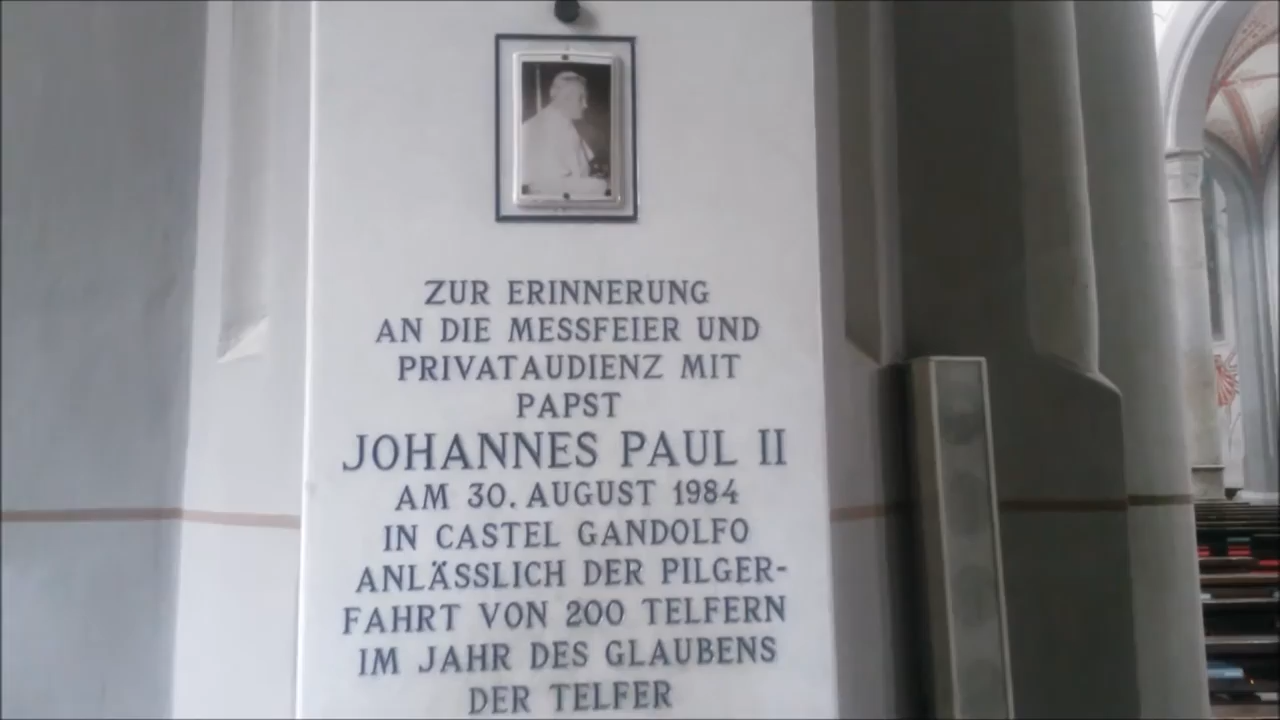 ZUR ERINNERUNG
AN DIE MESSFEIER UND
PRIVATAUDIENZ MIT
PAPST
JOHANNES PAUL II
AM 30. AUGUST 1984
IN CASTEL GANDOLFO
ANLÄSSLICH DER PILGER-
FAHRT VON 200 TELFERN
IM JAHR DES GLAUBENS
DER TELFER